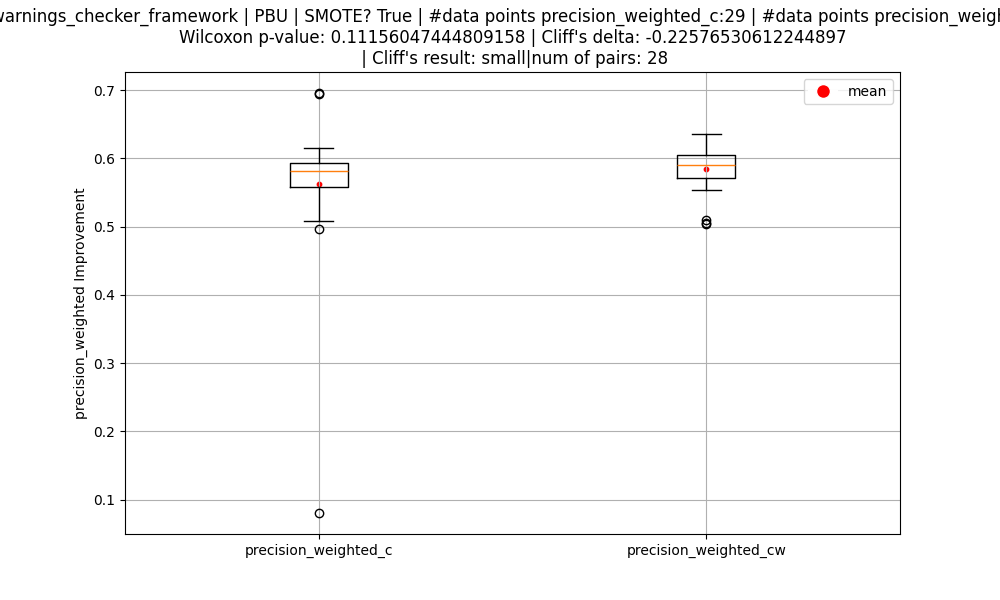 warnings_checker_framework | PBU | SMOTE? True | #data points precision_weighted_c:29 | #data points
Wilcoxon p-value: 0.11156047444809158 | Cliff's delta: -0.22576530612244897
| Cliff's result: small|num of pairs: 28
mean
precision_weighted Improvement
0.7
0.6
0.5
0.4
0.3
0.2
0.1
precision_weighted_c
precision_weighted_cw